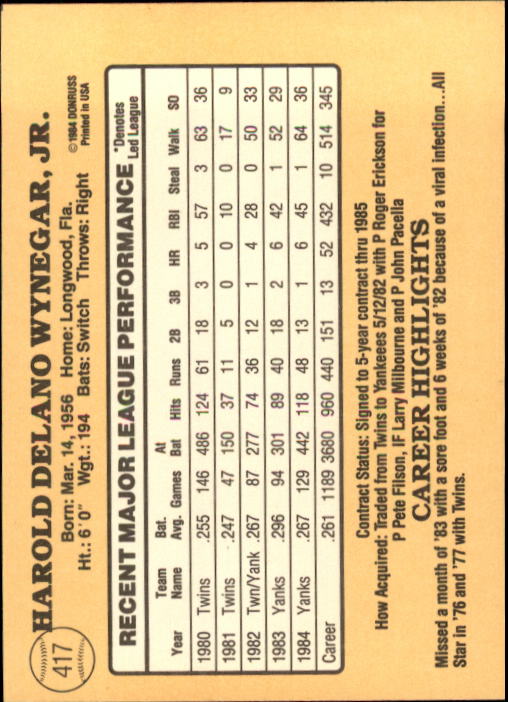 417
HAROLD DELANO WYNEGAR, JR.
Born: Mar. 14, 1956 Home: Longwood, Fla.
Ht.: 6'0" Wgt.: 194 Bats: Switch Throws: Right
©1984 DONRUSS
Printed in USA
RECENT MAJOR LEAGUE PERFORMANCE
*Denotes
Led League
Year Team Name Bat. Avg. Games At Bat Hits Runs 2B 3B HR RBI Steal Walk SO
1980 Twins .255 146 486 124 61 18 3 5 57 3 63 36
1981 Twins .247 47 150 37 11 5 0 0 10 0 17 9
1982 Twn/Yank .267 87 277 74 36 12 1 4 28 0 50 33
1983 Yanks .296 94 301 89 40 18 2 6 42 1 52 29
1984 Yanks .267 129 442 118 48 13 1 6 45 1 64 36
Career .261 1189 3680 960 440 151 13 52 432 10 514 345
Contract Status: Signed to 5-year contract thru 1985
How Acquired: Traded from Twins to Yankeees 5/12/82 with P Roger Erickson for
P Pete Filson, IF Larry Milbourne and P John Pacella
CAREER HIGHLIGHTS
Missed a month of '83 with a sore foot and 6 weeks of '82 because of a viral infection...All
Star in '76 and '77 with Twins.